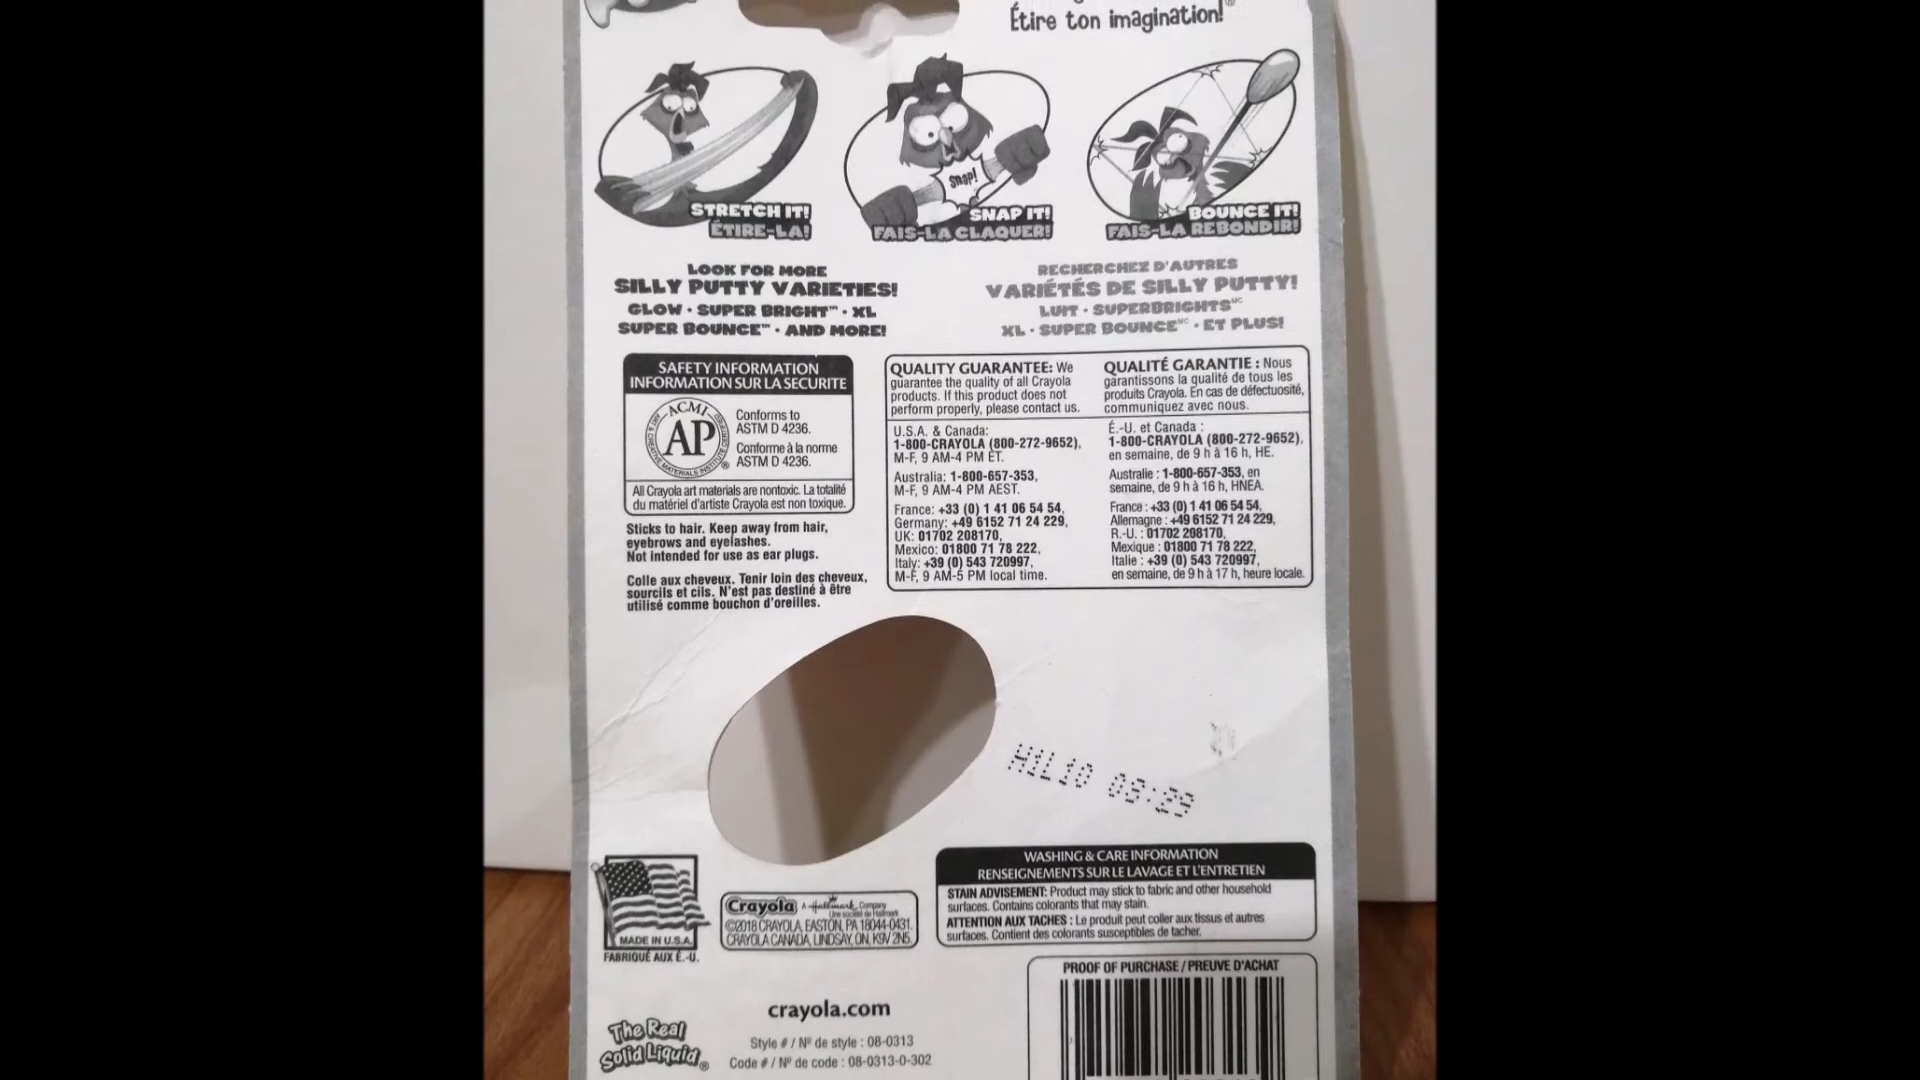 Étire ton imagination!®
Snap!
STRETCH IT!
ÉTIRE-LA!
SNAP IT!
FAIS-LA CLAQUER!
BOUNCE IT!
FAIS-LA REBONDIR!
LOOK FOR MORE
SILLY PUTTY VARIETIES!
GLOW • SUPER BRIGHT™ • XL
SUPER BOUNCE™ • AND MORE!
RECHERCHEZ D'AUTRES
VARIÉTÉS DE SILLY PUTTY!
LUIT • SUPERBRIGHTS MC
XL • SUPER BOUNCE MC • ET PLUS!
SAFETY INFORMATION
INFORMATION SUR LA SECURITE
ACMI
AP
ART & CREATIVE MATERIALS INSTITUTE CERTIFIED
®
Conforms to
ASTM D 4236.
Conforme à la norme
ASTM D 4236.
All Crayola art materials are nontoxic. La totalité
du matériel d'artiste Crayola est non toxique.
Sticks to hair. Keep away from hair,
eyebrows and eyelashes.
Not intended for use as ear plugs.
Colle aux cheveux. Tenir loin des cheveux,
sourcils et cils. N'est pas destiné à être
utilisé comme bouchon d'oreilles.
QUALITY GUARANTEE: We
guarantee the quality of all Crayola
products. If this product does not
perform properly, please contact us.
U.S.A. & Canada:
1-800-CRAYOLA (800-272-9652),
M-F, 9 AM-4 PM ET.
Australia: 1-800-657-353,
M-F, 9 AM-4 PM AEST.
France: +33 (0) 1 41 06 54 54,
Germany: +49 6152 71 24 229,
UK: 01702 208170,
Mexico: 01800 71 78 222,
Italy: +39 (0) 543 720997,
M-F, 9 AM-5 PM local time.
QUALITÉ GARANTIE : Nous
garantissons la qualité de tous les
produits Crayola. En cas de défectuosité,
communiquez avec nous.
É.-U. et Canada :
1-800-CRAYOLA (800-272-9652),
en semaine, de 9 h à 16 h, HE.
Australie : 1-800-657-353, en
semaine, de 9 h à 16 h, HNEA.
France : +33 (0) 1 41 06 54 54,
Allemagne : +49 6152 71 24 229,
R.-U. : 01702 208170,
Mexique : 01800 71 78 222,
Italie : +39 (0) 543 720997,
en semaine, de 9 h à 17 h, heure locale.
H1L10 09:29
MADE IN U.S.A.
FABRIQUÉ AUX É.-U.
Crayola A Hallmark Company
Une société de Hallmark
©2018 CRAYOLA, EASTON, PA 18044-0431.
CRAYOLA CANADA, LINDSAY, ON, K9V 2N5.
WASHING & CARE INFORMATION
RENSEIGNEMENTS SUR LE LAVAGE ET L'ENTRETIEN
STAIN ADVISEMENT: Product may stick to fabric and other household
surfaces. Contains colorants that may stain.
ATTENTION AUX TACHES : Le produit peut coller aux tissus et autres
surfaces. Contient des colorants susceptibles de tacher.
PROOF OF PURCHASE / PREUVE D'ACHAT
crayola.com
The Real
Solid Liquid®
Style # / Nº de style : 08-0313
Code # / Nº de code : 08-0313-0-302